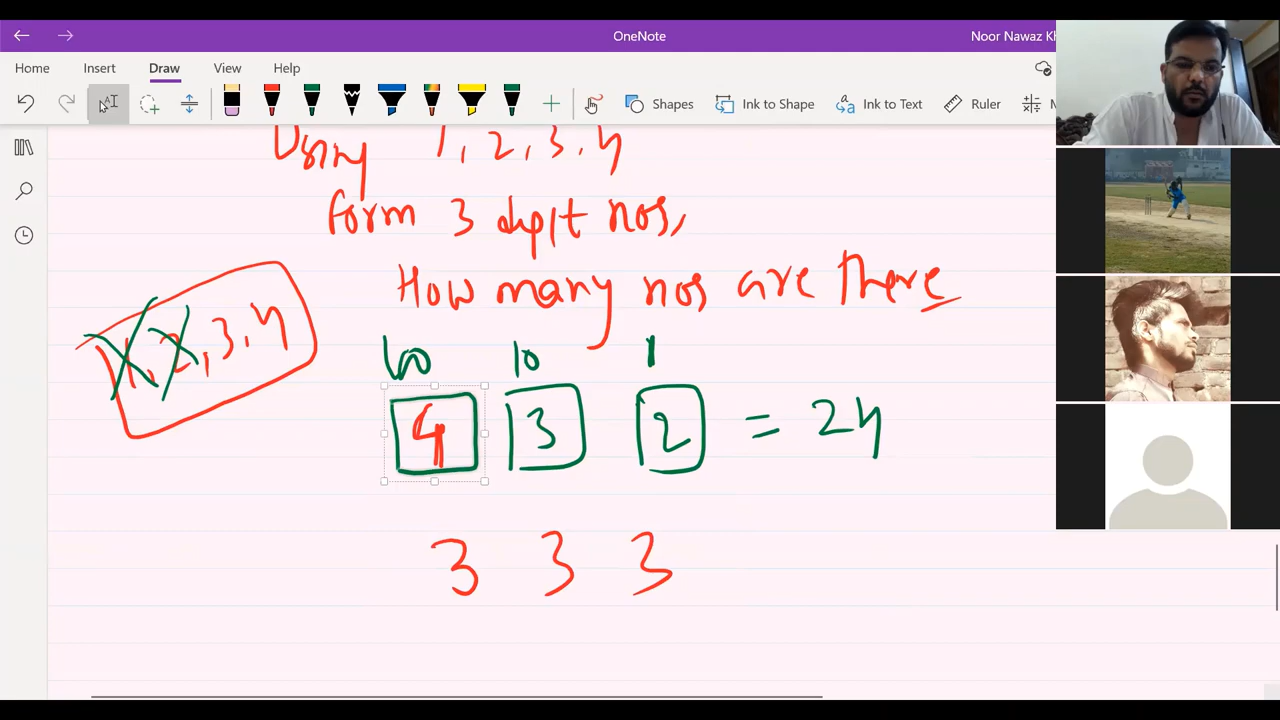 OneNote
Noor Nawaz Kh
Home Insert Draw View Help
Shapes Ink to Shape Ink to Text Ruler M
Using 1, 2, 3, 4
form 3 digit nos,
How many nos are there
1, 2, 3, 4
100 10 1
4 3 2 = 24
3 3 3